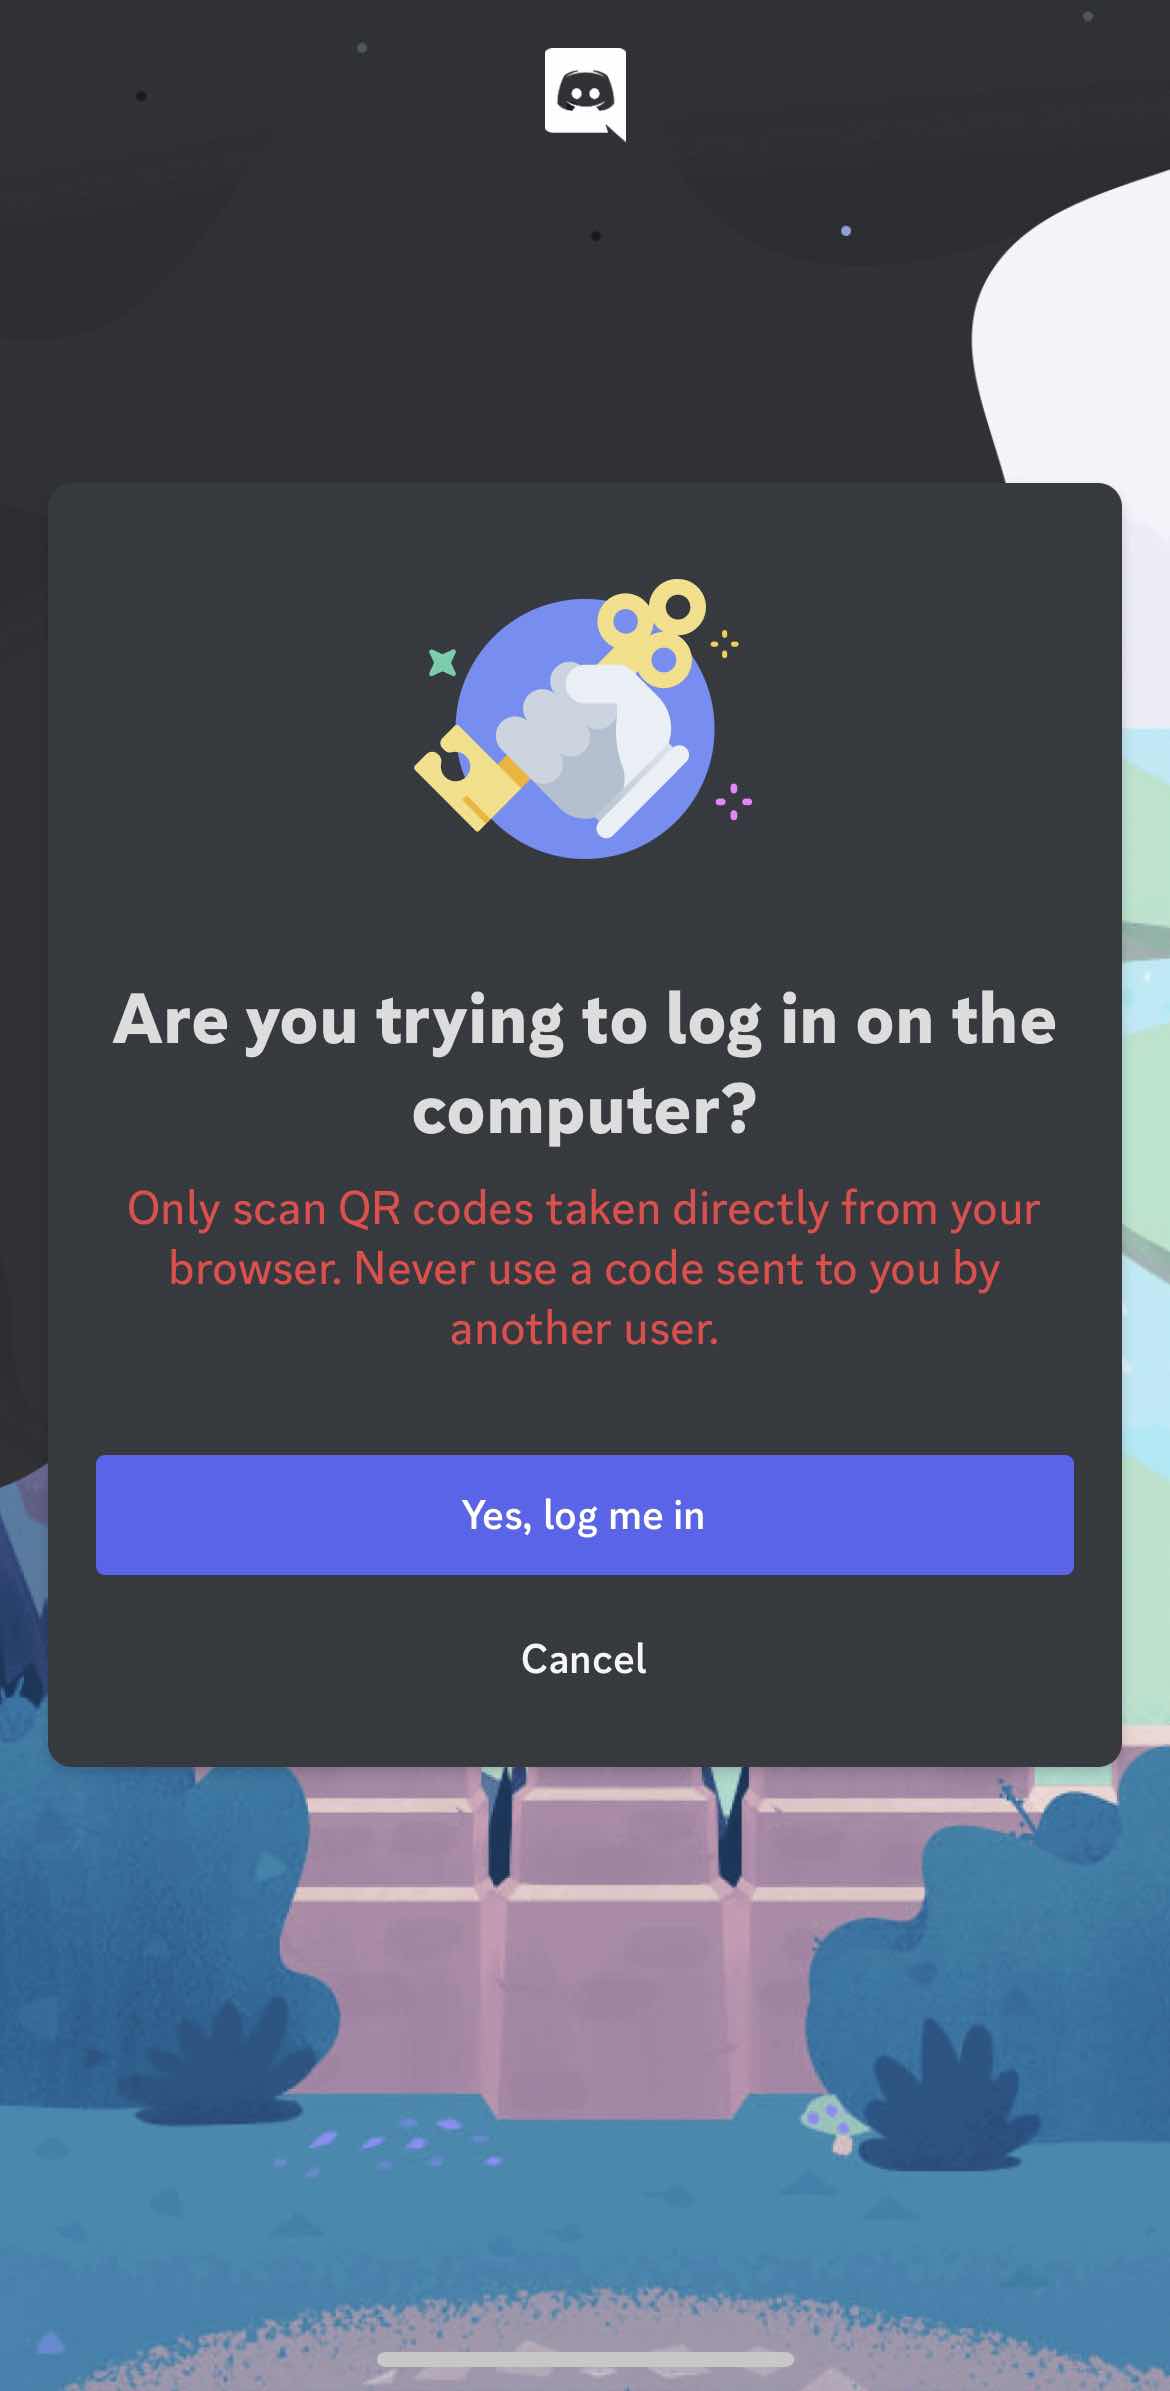 Are you trying to log in on the
computer?
Only scan QR codes taken directly from your
browser. Never use a code sent to you by
another user.
Yes, log me in
Cancel